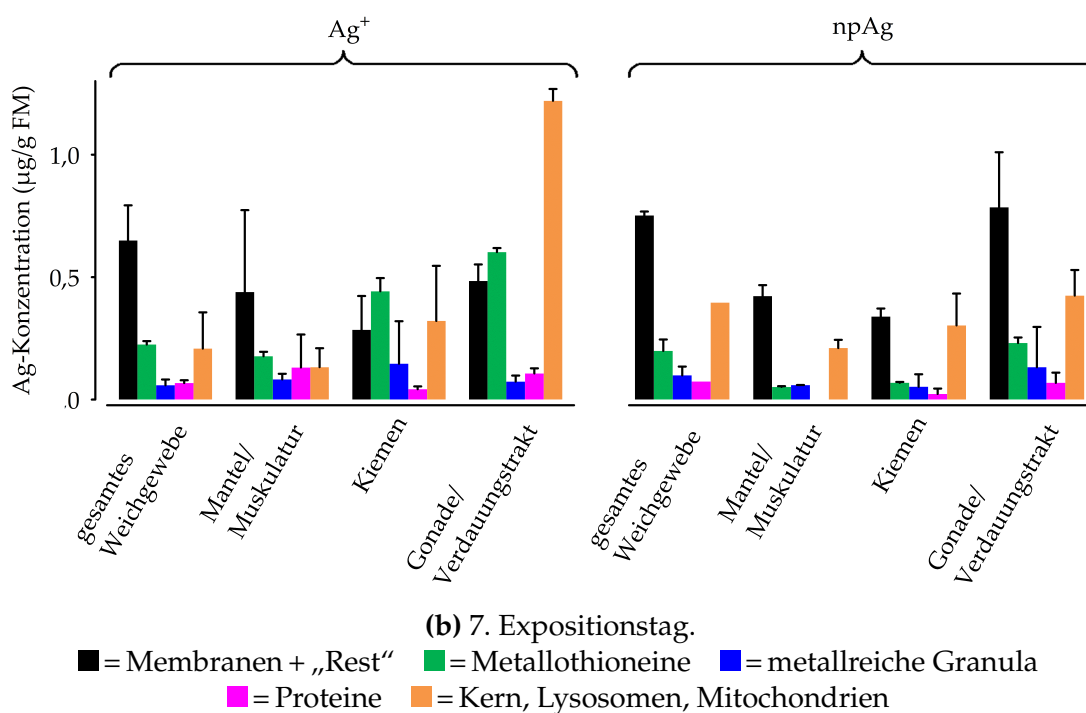 Ag+
npAg
Ag-Konzentration (µg/g FM)
1,0
0,5
.0
gesamtes
Weichgewebe
Mantel/
Muskulatur
Kiemen
Gonade/
Verdauungstrakt
gesamtes
Weichgewebe
Mantel/
Muskulatur
Kiemen
Gonade/
Verdauungstrakt
(b) 7. Expositionstag.
= Membranen + „Rest“ = Metallothioneine = metallreiche Granula
= Proteine = Kern, Lysosomen, Mitochondrien